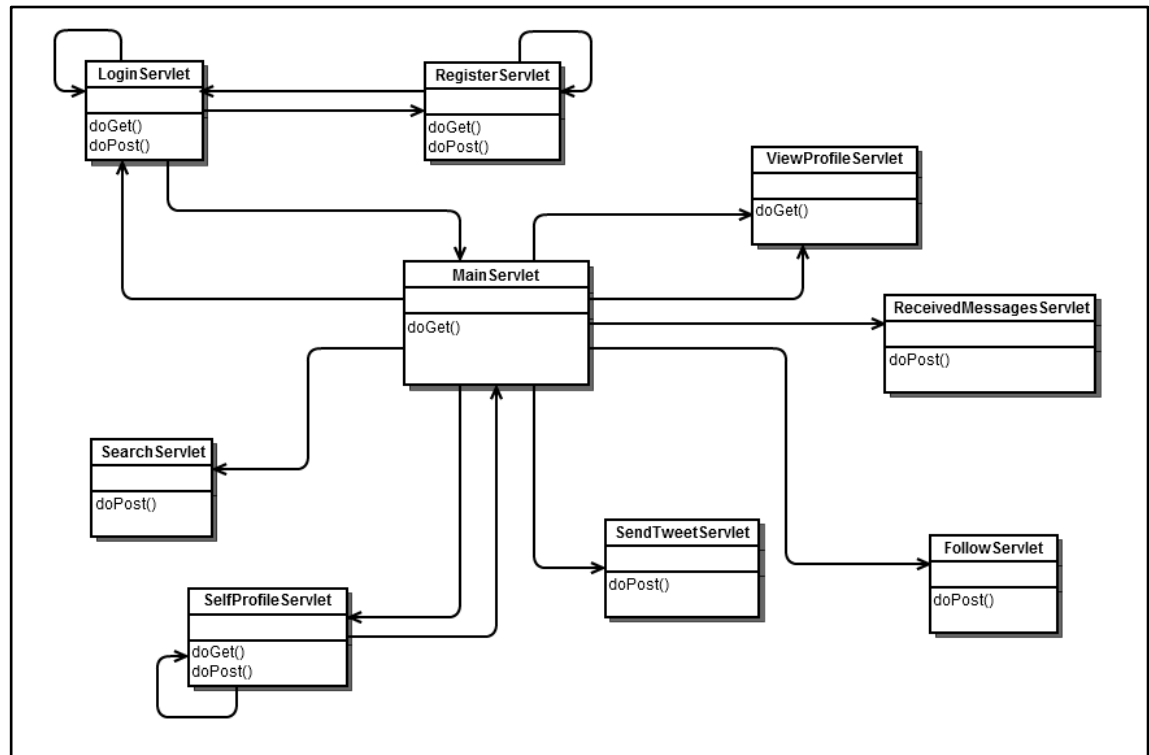 LoginServlet
doGet()
doPost()
RegisterServlet
doGet()
doPost()
ViewProfileServlet
doGet()
MainServlet
doGet()
ReceivedMessagesServlet
doPost()
SearchServlet
doPost()
SendTweetServlet
doPost()
FollowServlet
doPost()
SelfProfileServlet
doGet()
doPost()